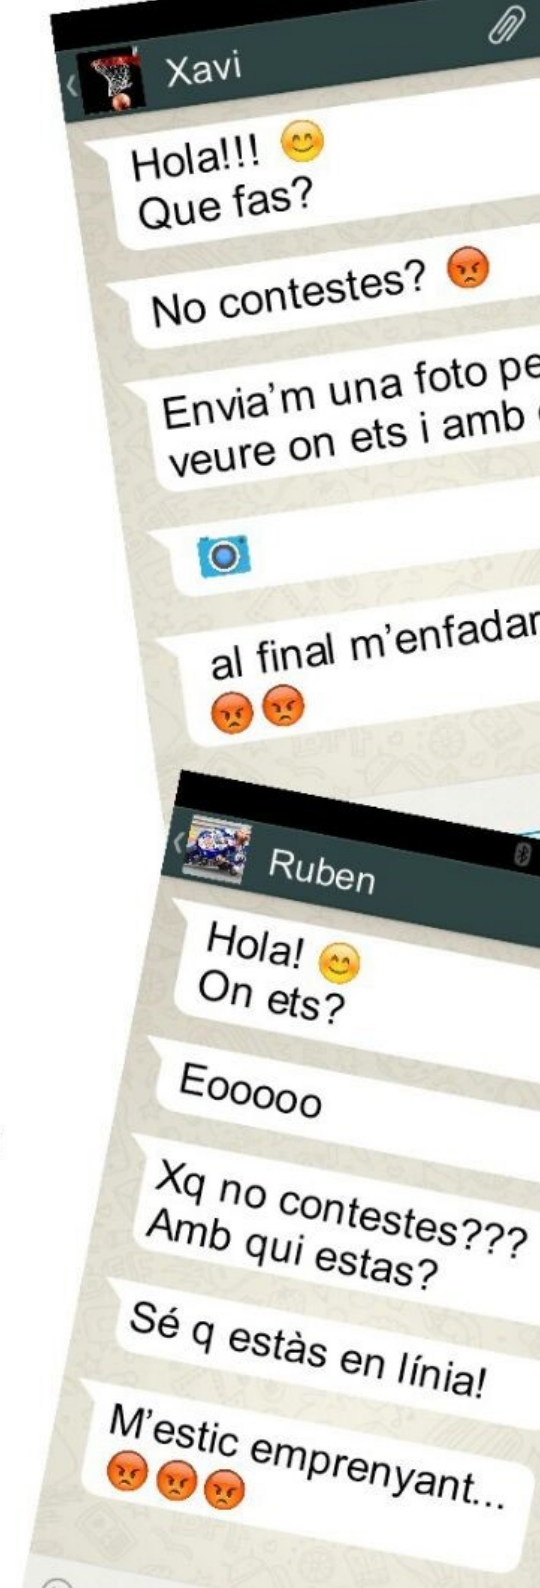 Xavi
Hola!!! 😊
Que fas?
No contestes? 😡
Envia'm una foto
veure on ets i amb
📷
al final
😡😡
Ruben
Hola! 😊
On ets?
Eooooo
Xq no contestes???
Amb qui estas?
Sé q estàs en línia!
M'estic emprenyant...
😡😡😡